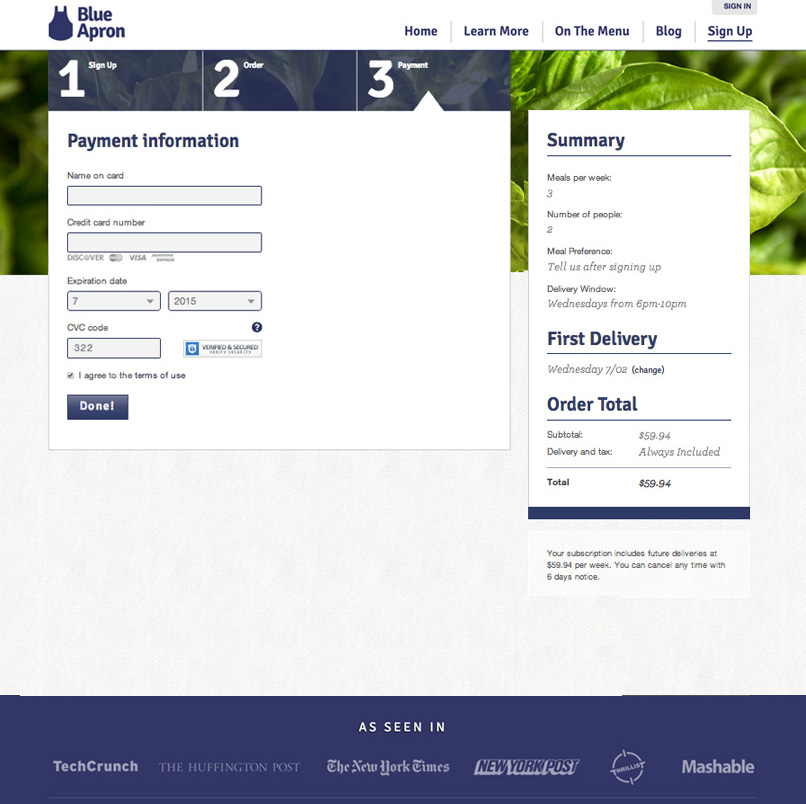 SIGN IN
Blue
Apron
Home
Learn More
On The Menu
Blog
Sign Up
1 Sign Up
2 Order
3 Payment
Payment information
Name on card
Credit card number
DISCOVER VISA
Expiration date
7
2015
CVC code
?
322
VERIFIED & SECURED
VERIFY SECURITY
I agree to the terms of use
Done!
Summary
Meals per week:
3
Number of people:
2
Meal Preference:
Tell us after signing up
Delivery Window:
Wednesdays from 6pm-10pm
First Delivery
Wednesday 7/02 (change)
Order Total
Subtotal: $59.94
Delivery and tax: Always Included
Total $59.94
Your subscription includes future deliveries at
$59.94 per week. You can cancel any time with
6 days notice.
AS SEEN IN
TechCrunch
THE HUFFINGTON POST
The New York Times
NEW YORK POST
THRILLIST
Mashable